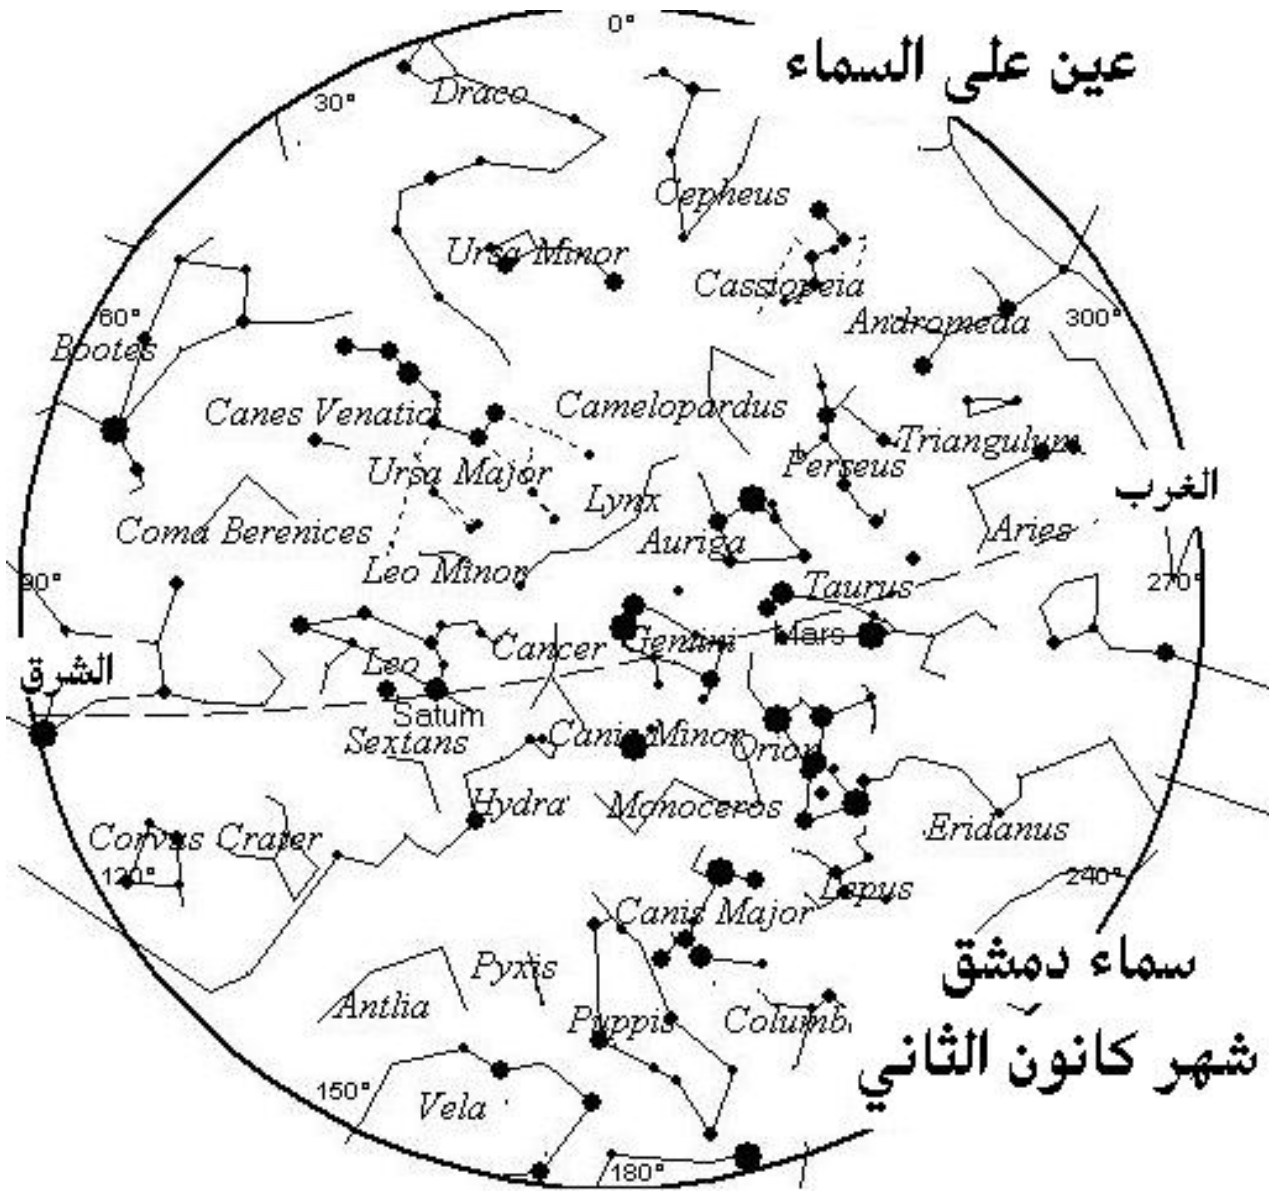 0°
عين على السماء
Draco
30°
Cepheus
Ursa Minor
Cassiopeia
Andromeda
300°
60°
Bootes
Canes Venatici
Camelopardus
Triangulum
Perseus
Ursa Major
الغرب
Lynx
Coma Berenices
Auriga
Aries
Leo Minor
90°
Taurus
270°
Mars
Gemini
Cancer
Leo
الشرق
Saturn
Sextans
Canis Minor
Orion
Hydra
Monoceros
Eridanus
Corvus
Crater
120°
240°
Lepus
Canis Major
سماء دمشق
Pyxis
Antlia
Puppis
Columb
شهر كانون الثاني
150°
Vela
180°